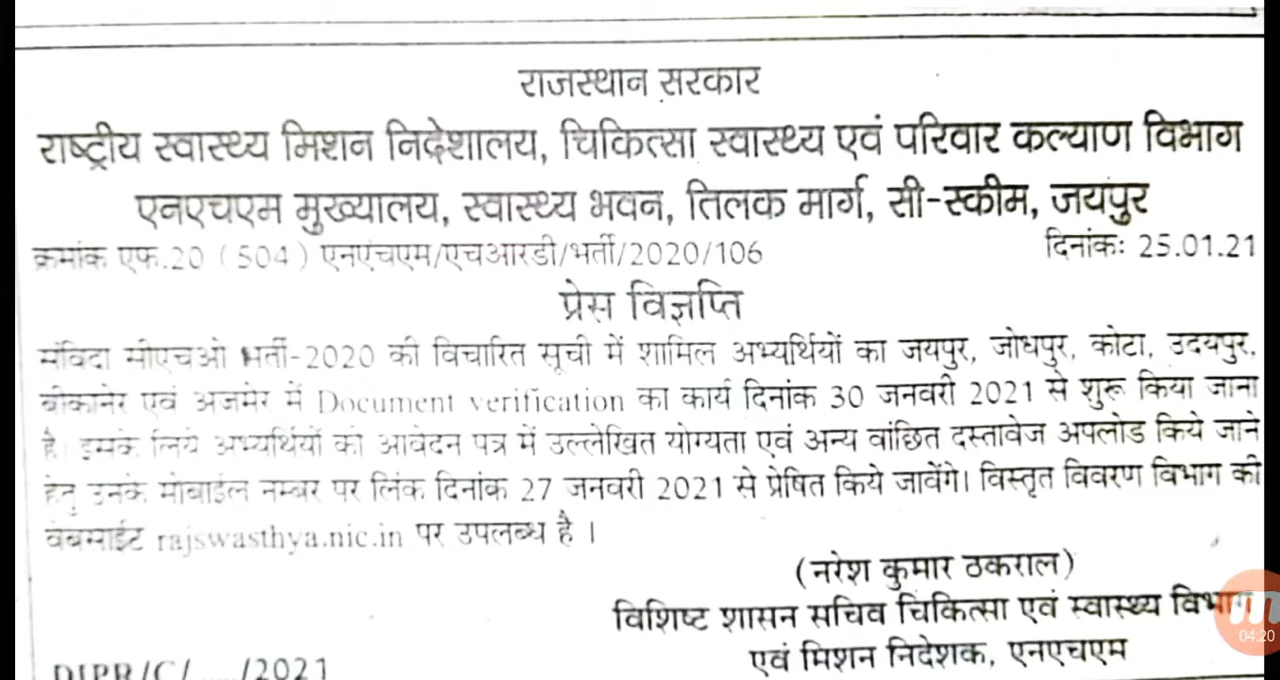 राजस्थान सरकार
राष्ट्रीय स्वास्थ्य मिशन निदेशालय, चिकित्सा स्वास्थ्य एवं परिवार कल्याण विभाग
एनएचएम मुख्यालय, स्वास्थ्य भवन, तिलक मार्ग, सी-स्कीम, जयपुर
क्रमांक एफ.20 (504) एनएचएम/एचआरडी/भर्ती/2020/106 दिनांकः 25.01.21
प्रेस विज्ञप्ति
संविदा सीएचओ भर्ती-2020 की विचारित सूची में शामिल अभ्यर्थियों का जयपुर, जोधपुर, कोटा, उदयपुर,
बीकानेर एवं अजमेर में Document verification का कार्य दिनांक 30 जनवरी 2021 से शुरू किया जाना
है। इसके लिये अभ्यर्थियों को आवेदन पत्र में उल्लेखित योग्यता एवं अन्य वांछित दस्तावेज अपलोड किये जाने
हेतु उनके मोबाईल नम्बर पर लिंक दिनांक 27 जनवरी 2021 से प्रेषित किये जावेंगे। विस्तृत विवरण विभाग की
वेबसाईट rajswasthya.nic.in पर उपलब्ध है ।
(नरेश कुमार ठकराल)
विशिष्ट शासन सचिव चिकित्सा एवं स्वास्थ्य विभाग
एवं मिशन निदेशक, एनएचएम
DIPR/C/..../2021
04:20